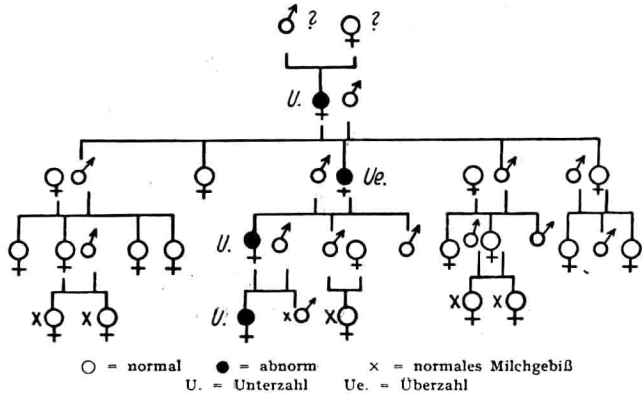 ? ?
U.
Ue.
U.
U. x x
x x x x
○ = normal ● = abnorm × = normales Milchgebiß
U. = Unterzahl Ue. = Überzahl